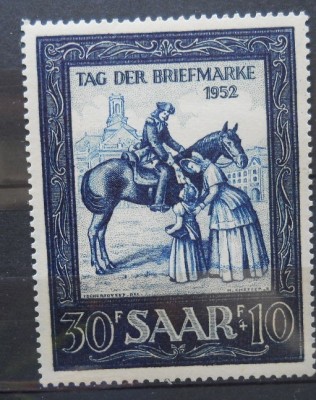 TAG DER BRIEFMARKE
1952
30F SAAR F+10